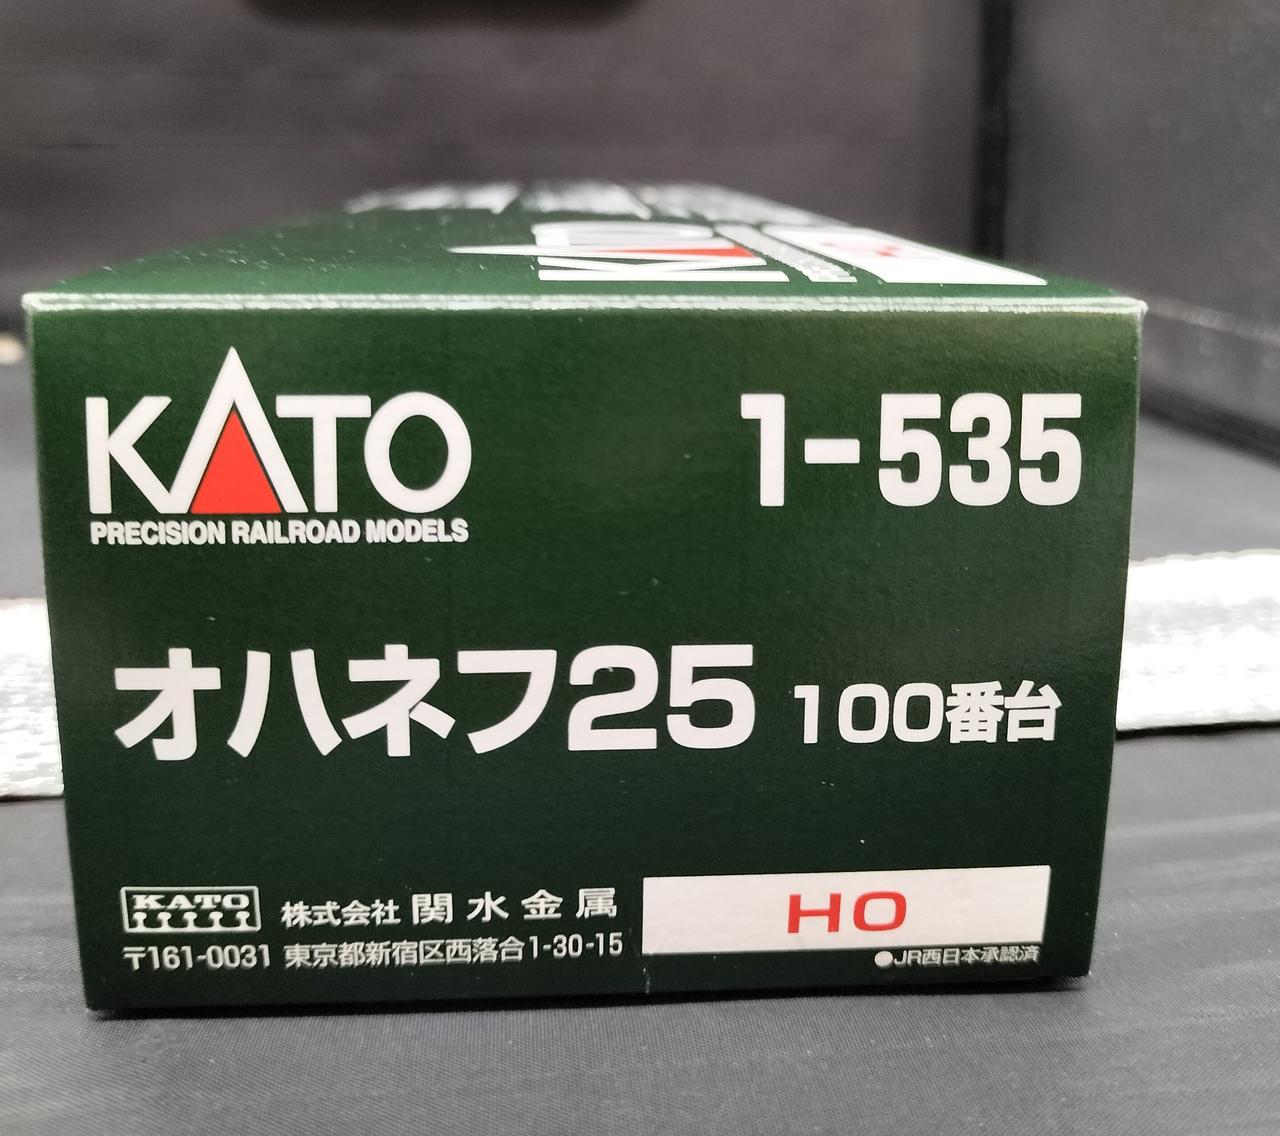 KATO
PRECISION RAILROAD MODELS
1-535
オハネフ25 100番台
KATO 株式会社 関水金属
〒161-0031 東京都新宿区西落合1-30-15
HO
●JR西日本承認済
KATO